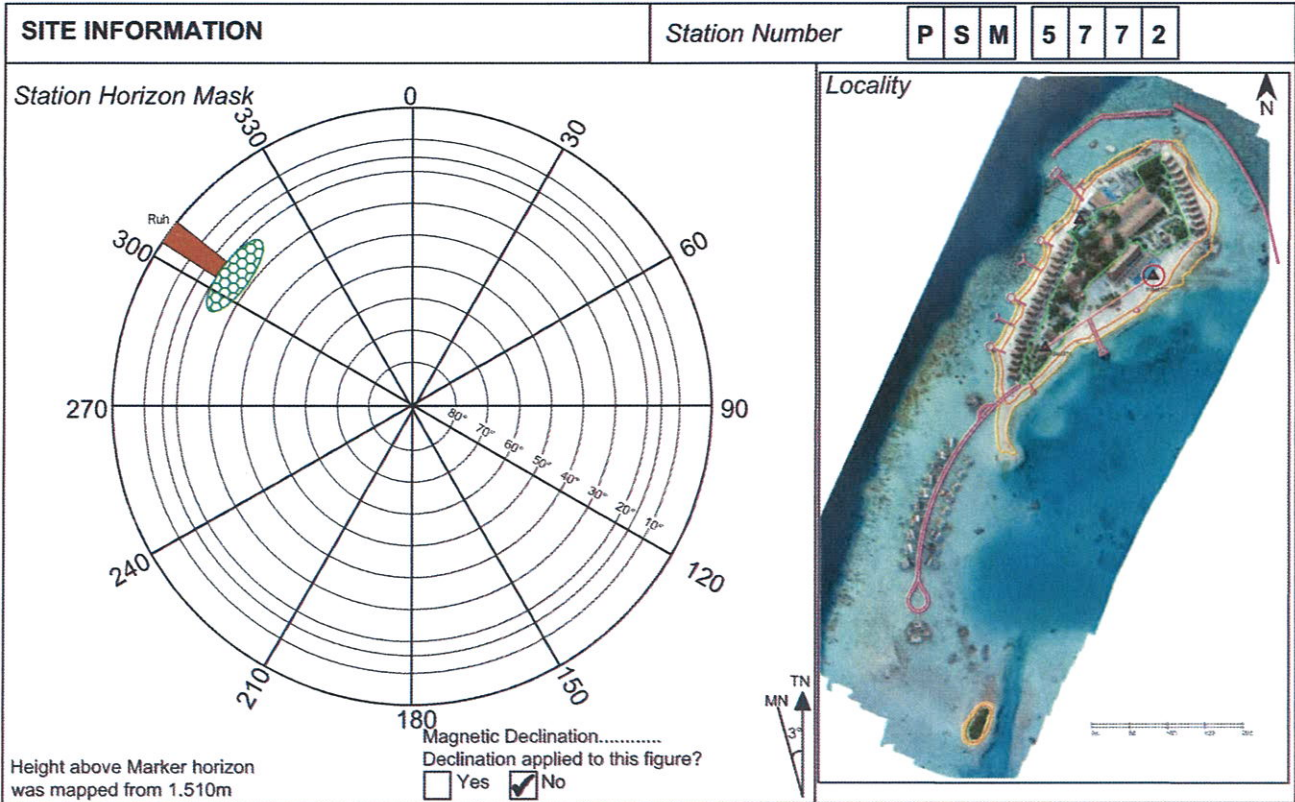 SITE INFORMATION
Station Number P S M 5 7 7 2
Station Horizon Mask
0
30
60
90
120
150
180
210
240
270
300
330
Ruh
80°
70°
60°
50°
40°
30°
20°
10°
Height above Marker horizon
was mapped from 1.510m
Magnetic Declination............
Declination applied to this figure?
Yes No
TN
MN
3°
Locality
N